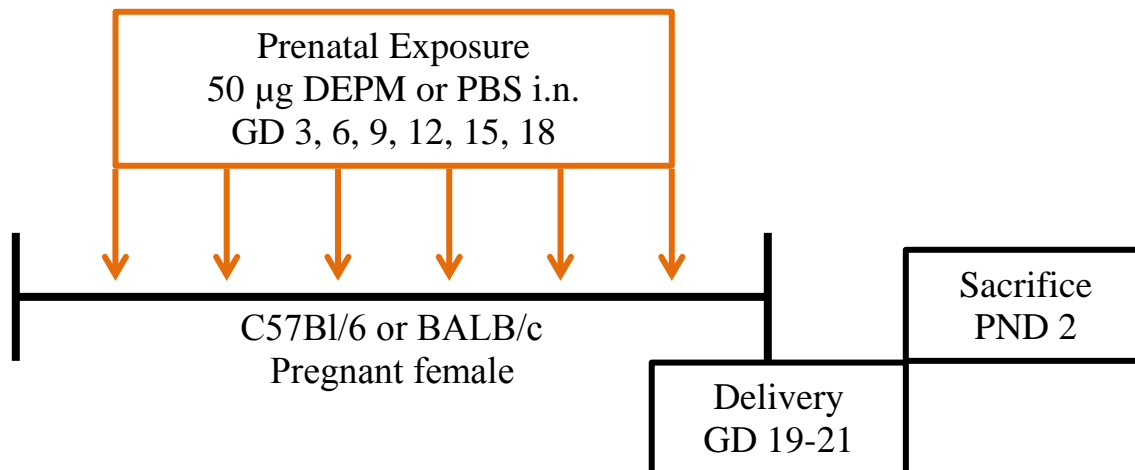 Prenatal Exposure
50 µg DEPM or PBS i.n.
GD 3, 6, 9, 12, 15, 18
C57Bl/6 or BALB/c
Pregnant female
Sacrifice
PND 2
Delivery
GD 19-21